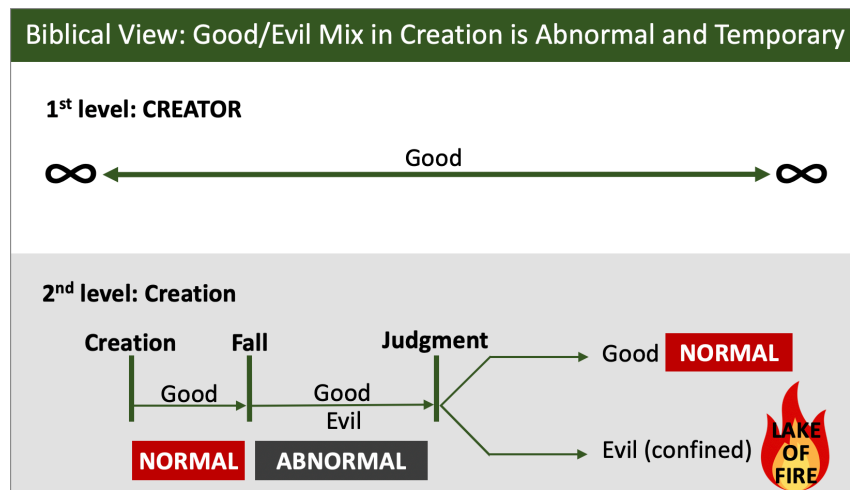 Biblical View: Good/Evil Mix in Creation is Abnormal and Temporary
1st level: CREATOR
Good
∞ ∞
2nd level: Creation
Creation Fall Judgment
Good Good
Evil
NORMAL ABNORMAL
Good NORMAL
Evil (confined)
LAKE
OF
FIRE